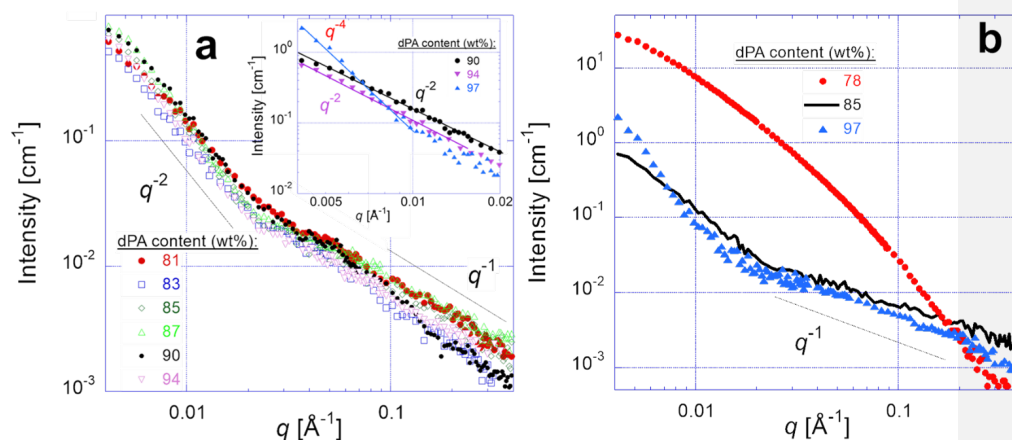 a
Intensity [cm⁻¹]
10⁻¹
10⁻²
10⁻³
0.01
0.1
q [Å⁻¹]
q⁻²
q⁻¹
dPA content (wt%):
81
83
85
87
90
94
Intensity [cm⁻¹]
10⁰
10⁻¹
10⁻²
0.005
0.01
0.02
q [Å⁻¹]
q⁻⁴
q⁻²
q⁻²
dPA content (wt%):
90
94
97
b
Intensity [cm⁻¹]
10¹
10⁰
10⁻¹
10⁻²
10⁻³
0.01
0.1
q [Å⁻¹]
q⁻¹
dPA content (wt%):
78
85
97